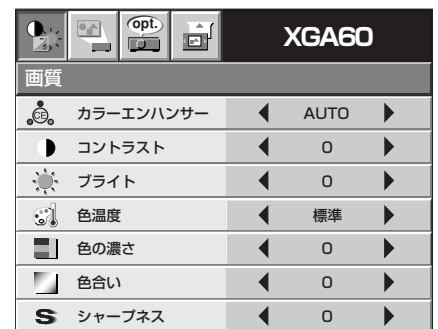 opt.
XGA60
画質
CE カラーエンハンサー AUTO
コントラスト 0
ブライト 0
色温度 標準
色の濃さ 0
色合い 0
S シャープネス 0